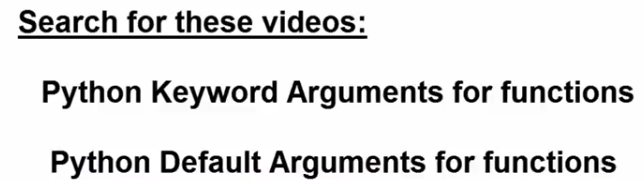 Search for these videos:
Python Keyword Arguments for functions
Python Default Arguments for functions